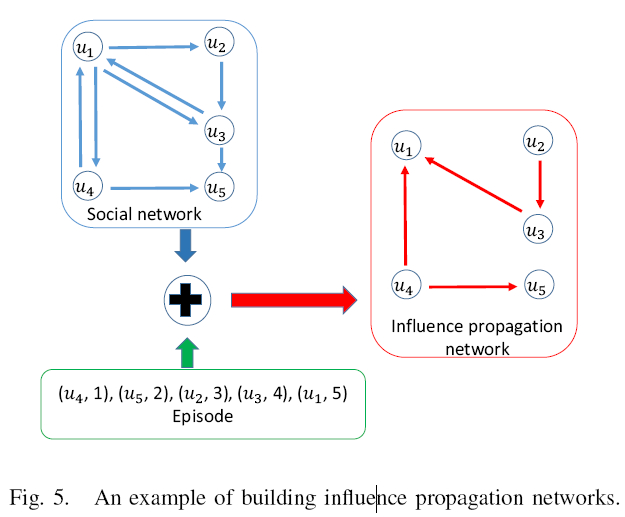 u₁ u₂
u₃
u₄ u₅
Social network
u₁ u₂
u₃
u₄ u₅
Influence propagation
network
(u₄, 1), (u₅, 2), (u₂, 3), (u₃, 4), (u₁, 5)
Episode
Fig. 5. An example of building influence propagation networks.